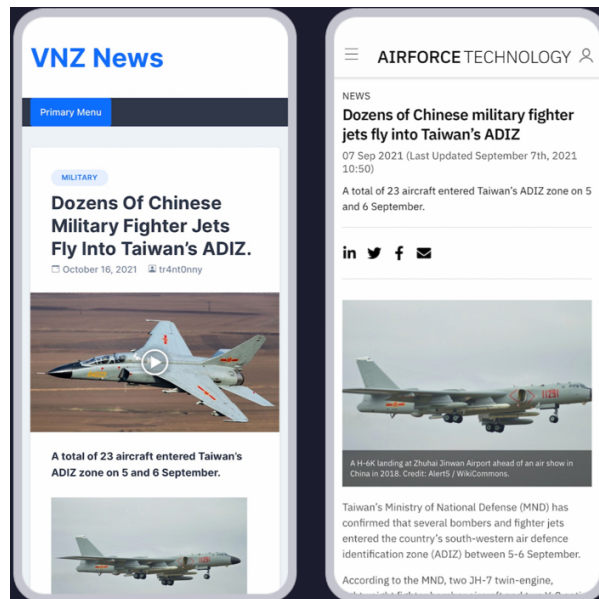 VNZ News
Primary Menu
MILITARY
Dozens Of Chinese
Military Fighter Jets
Fly Into Taiwan's ADIZ.
October 16, 2021 tr4nt0nny
A total of 23 aircraft entered Taiwan's
ADIZ zone on 5 and 6 September.
AIRFORCE TECHNOLOGY
NEWS
Dozens of Chinese military fighter
jets fly into Taiwan's ADIZ
07 Sep 2021 (Last Updated September 7th, 2021
10:50)
A total of 23 aircraft entered Taiwan's ADIZ zone on 5
and 6 September.
11291
A H-6K landing at Zhuhai Jinwan Airport ahead of an air show in
China in 2018. Credit: Alert5 / WikiCommons.
Taiwan's Ministry of National Defense (MND) has
confirmed that several bombers and fighter jets
entered the country's south-western air defence
identification zone (ADIZ) between 5-6 September.
According to the MND, two JH-7 twin-engine,